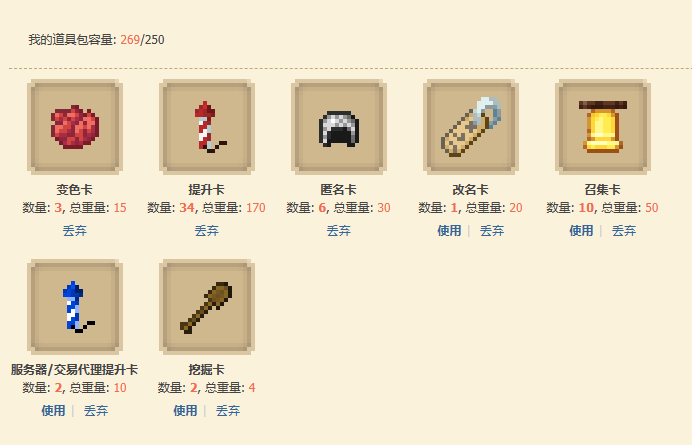 我的道具包容量: 269/250
变色卡 提升卡 匿名卡 改名卡 召集卡
数量: 3, 总重量: 15 数量: 34, 总重量: 170 数量: 6, 总重量: 30 数量: 1, 总重量: 20 数量: 10, 总重量: 50
丢弃 丢弃 丢弃 使用 | 丢弃 使用 | 丢弃
服务器/交易代理提升卡 挖掘卡
数量: 2, 总重量: 10 数量: 2, 总重量: 4
使用 | 丢弃 使用 | 丢弃